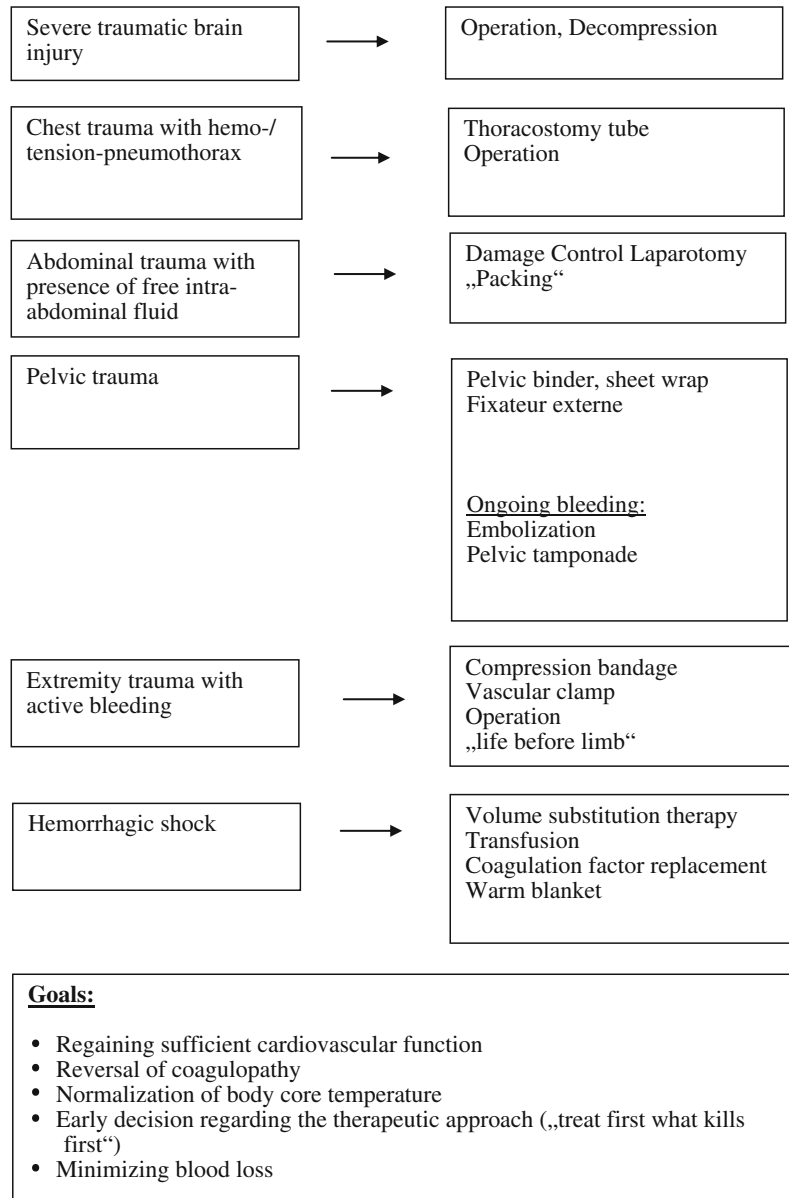 Severe traumatic brain
injury
Operation, Decompression
Chest trauma with hemo-/
tension-pneumothorax
Thoracostomy tube
Operation
Abdominal trauma with
presence of free intra-
abdominal fluid
Damage Control Laparotomy
„Packing“
Pelvic trauma
Pelvic binder, sheet wrap
Fixateur externe
Ongoing bleeding:
Embolization
Pelvic tamponade
Extremity trauma with
active bleeding
Compression bandage
Vascular clamp
Operation
„life before limb“
Hemorrhagic shock
Volume substitution therapy
Transfusion
Coagulation factor replacement
Warm blanket
Goals:
• Regaining sufficient cardiovascular function
• Reversal of coagulopathy
• Normalization of body core temperature
• Early decision regarding the therapeutic approach („treat first what kills
first“)
• Minimizing blood loss